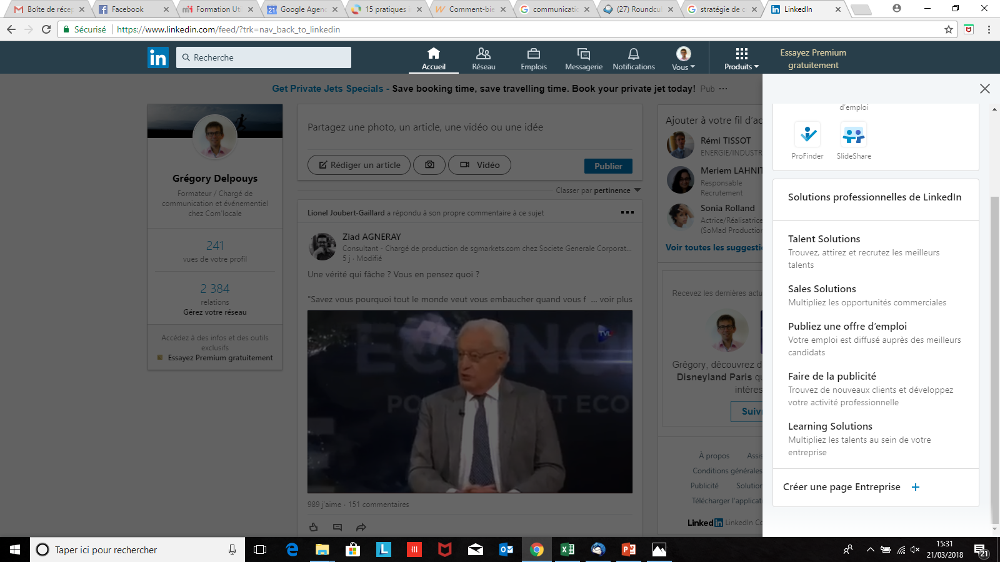 Boîte de récep
Facebook
Formation Uti
Google Agen
15 pratiques i
Comment-bie
communicatio
(27) Roundcu
stratégie de c
LinkedIn
Sécurisé
https://www.linkedin.com/feed/?trk=nav_back_to_linkedin
in
Recherche
Accueil
Réseau
Emplois
Messagerie
Notifications
Vous
Produits
Essayez Premium
gratuitement
Get Private Jets Specials - Save booking time, save travelling time. Book your private jet today! Pub ...
Grégory Delpouys
Formateur / Chargé de
communication et événementiel
chez Com'locale
241
vues de votre profil
2 384
relations
Gérez votre réseau
Accédez à des infos et des outils
exclusifs
Essayez Premium gratuitement
Partagez une photo, un article, une vidéo ou une idée
Rédiger un article
Vidéo
Publier
Classer par pertinence
Lionel Joubert-Gaillard a répondu à son propre commentaire à ce sujet
Ziad AGNERAY
Consultant - Chargé de production de sgmarkets.com chez Societe Generale Corporat...
5 j · Modifié
Une vérité qui fâche ? Vous en pensez quoi ?
"Savez vous pourquoi tout le monde veut vous embaucher quand vous f ... voir plus
TVL
989 j'aime · 151 commentaires
Ajouter à votre fil d'ac
Rémi TISSOT
ENERGIE/INDUSTR
Meriem LAHNIT
Responsable
Recrutement
Sonia Rolland
Actrice/Réalisatrice
(SoMad Production
Voir toutes les suggestio
Recevez les dernières actu
Grégory, découvrez d
Disneyland Paris qu
intéres
Suivr
À propos
Assis
Conditions générales
Publicité
Solution
Télécharger l'applicati
Linkedin LinkedIn Co
d'emploi
ProFinder
SlideShare
Solutions professionnelles de LinkedIn
Talent Solutions
Trouvez, attirez et recrutez les meilleurs
talents
Sales Solutions
Multipliez les opportunités commerciales
Publiez une offre d'emploi
Votre emploi est diffusé auprès des meilleurs
candidats
Faire de la publicité
Trouvez de nouveaux clients et développez
votre activité professionnelle
Learning Solutions
Multipliez les talents au sein de votre
entreprise
Créer une page Entreprise +
Taper ici pour rechercher
15:31
21/03/2018
21